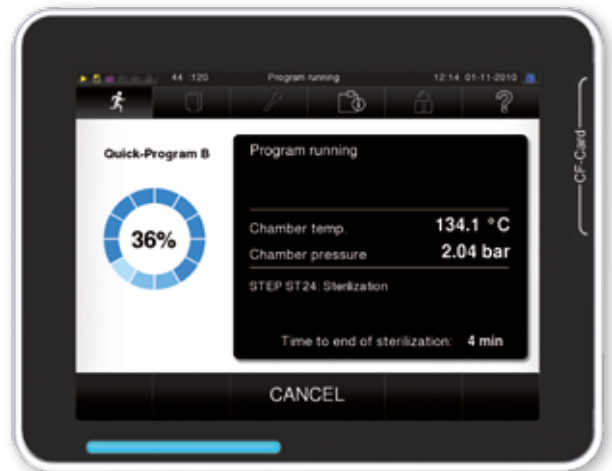 44 :120 Program running 12:14 01-11-2010
?
Quick-Program B
36%
Program running
Chamber temp. 134.1 °C
Chamber pressure 2.04 bar
STEP ST24: Sterilization
Time to end of sterilization: 4 min
CANCEL
CF-Card